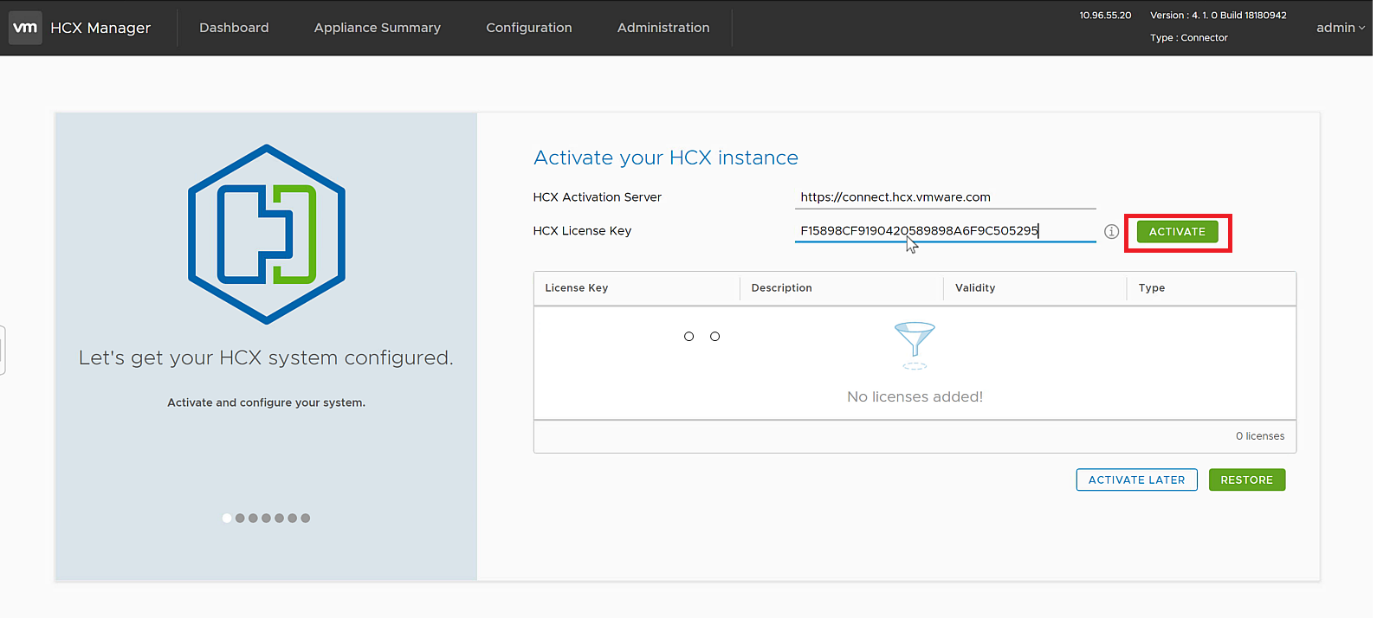 vm HCX Manager Dashboard Appliance Summary Configuration Administration 10.96.55.20 Version : 4. 1. 0 Build 18180942 admin
Type : Connector
Activate your HCX instance
HCX Activation Server https://connect.hcx.vmware.com
HCX License Key F15898CF9190420589898A6F9C505295 ACTIVATE
License Key Description Validity Type
No licenses added!
0 licenses
ACTIVATE LATER RESTORE
Let's get your HCX system configured.
Activate and configure your system.